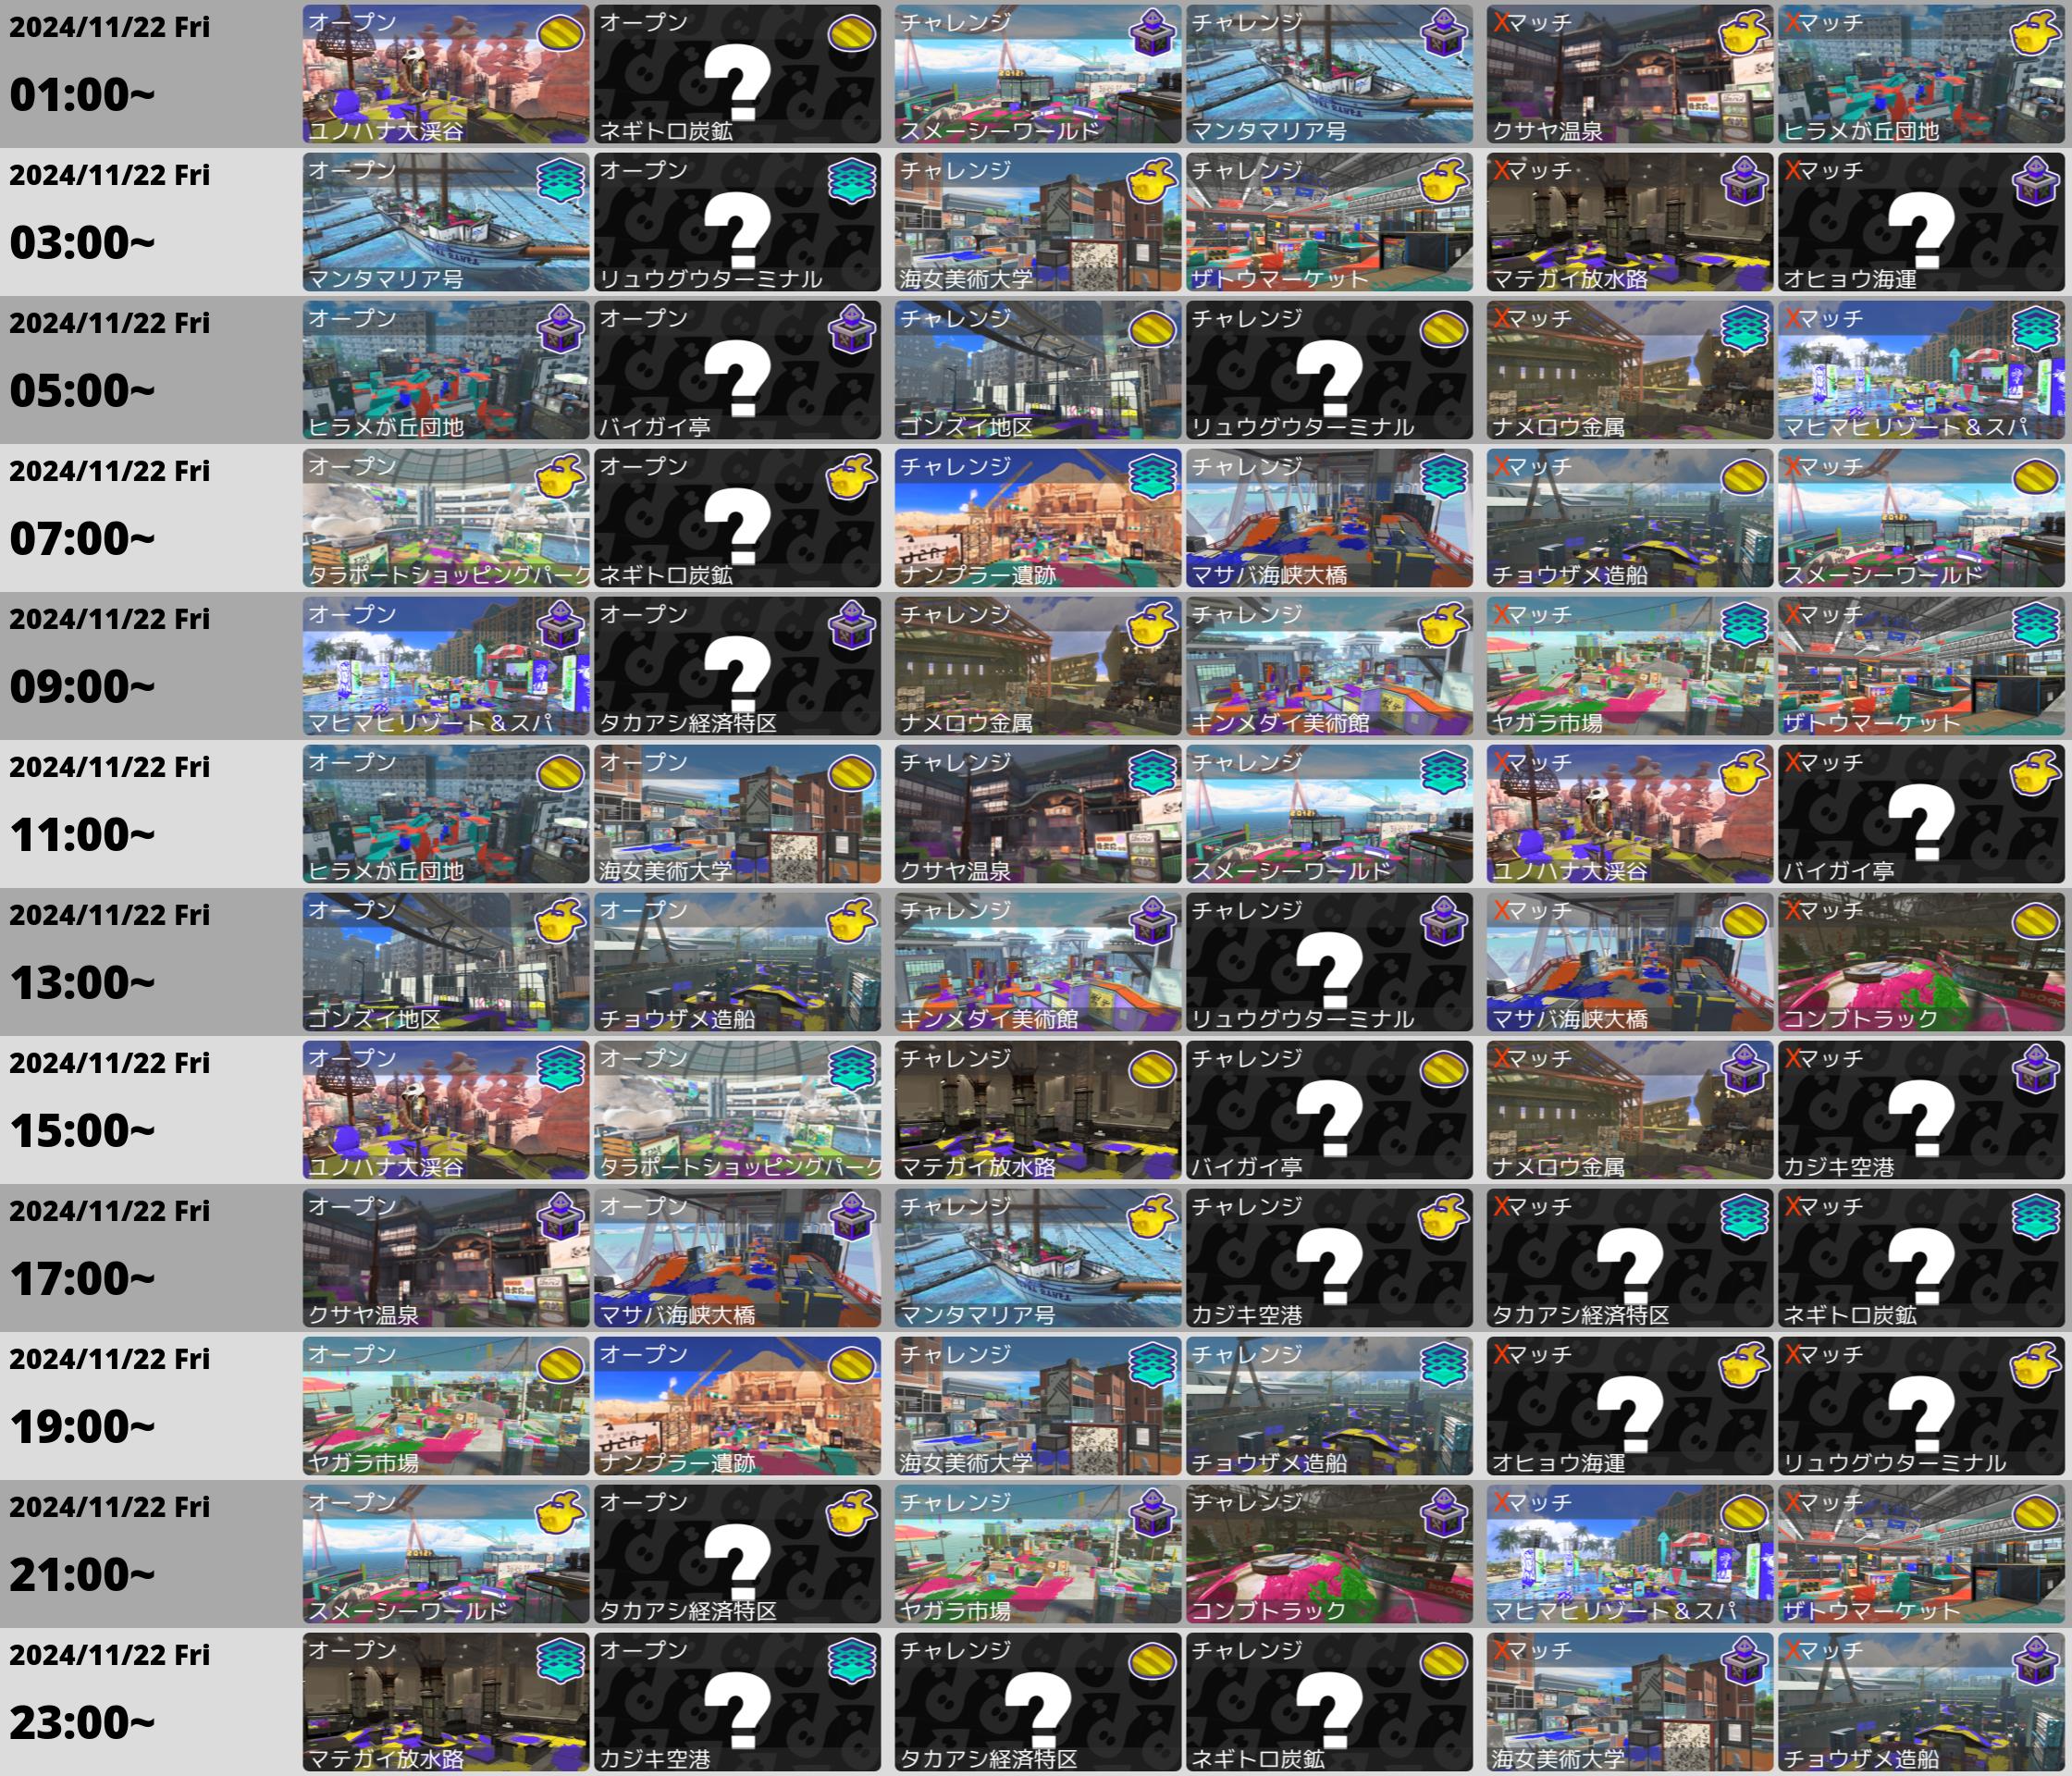 2024/11/22 Fri
01:00~
オープン
ユノハナ大渓谷
オープン
ネギトロ炭鉱
チャレンジ
スメーシーワールド
チャレンジ
マンタマリア号
Xマッチ
クサヤ温泉
Xマッチ
ヒラメが丘団地
2024/11/22 Fri
03:00~
オープン
マンタマリア号
オープン
リュウグウターミナル
チャレンジ
海女美術大学
チャレンジ
ザトウマーケット
Xマッチ
マテガイ放水路
Xマッチ
オヒョウ海運
2024/11/22 Fri
05:00~
オープン
ヒラメが丘団地
オープン
バイガイ亭
チャレンジ
ゴンズイ地区
チャレンジ
リュウグウターミナル
Xマッチ
ナメロウ金属
Xマッチ
マヒマヒリゾート&スパ
2024/11/22 Fri
07:00~
オープン
タラポートショッピングパーク
オープン
ネギトロ炭鉱
チャレンジ
ナンプラー遺跡
チャレンジ
マサバ海峡大橋
Xマッチ
チョウザメ造船
Xマッチ
スメーシーワールド
2024/11/22 Fri
09:00~
オープン
マヒマヒリゾート&スパ
オープン
タカアシ経済特区
チャレンジ
ナメロウ金属
チャレンジ
キンメダイ美術館
Xマッチ
ヤガラ市場
Xマッチ
ザトウマーケット
2024/11/22 Fri
11:00~
オープン
ヒラメが丘団地
オープン
海女美術大学
チャレンジ
クサヤ温泉
チャレンジ
スメーシーワールド
Xマッチ
ユノハナ大渓谷
Xマッチ
バイガイ亭
2024/11/22 Fri
13:00~
オープン
ゴンズイ地区
オープン
チョウザメ造船
チャレンジ
キンメダイ美術館
チャレンジ
リュウグウターミナル
Xマッチ
マサバ海峡大橋
Xマッチ
コンブトラック
2024/11/22 Fri
15:00~
オープン
ユノハナ大渓谷
オープン
タラポートショッピングパーク
チャレンジ
マテガイ放水路
チャレンジ
バイガイ亭
Xマッチ
ナメロウ金属
Xマッチ
カジキ空港
2024/11/22 Fri
17:00~
オープン
クサヤ温泉
オープン
マサバ海峡大橋
チャレンジ
マンタマリア号
チャレンジ
カジキ空港
Xマッチ
タカアシ経済特区
Xマッチ
ネギトロ炭鉱
2024/11/22 Fri
19:00~
オープン
ヤガラ市場
オープン
ナンプラー遺跡
チャレンジ
海女美術大学
チャレンジ
チョウザメ造船
Xマッチ
オヒョウ海運
Xマッチ
リュウグウターミナル
2024/11/22 Fri
21:00~
オープン
スメーシーワールド
オープン
タカアシ経済特区
チャレンジ
ヤガラ市場
チャレンジ
コンブトラック
Xマッチ
マヒマヒリゾート&スパ
Xマッチ
ザトウマーケット
2024/11/22 Fri
23:00~
オープン
マテガイ放水路
オープン
カジキ空港
チャレンジ
タカアシ経済特区
チャレンジ
ネギトロ炭鉱
Xマッチ
海女美術大学
Xマッチ
チョウザメ造船